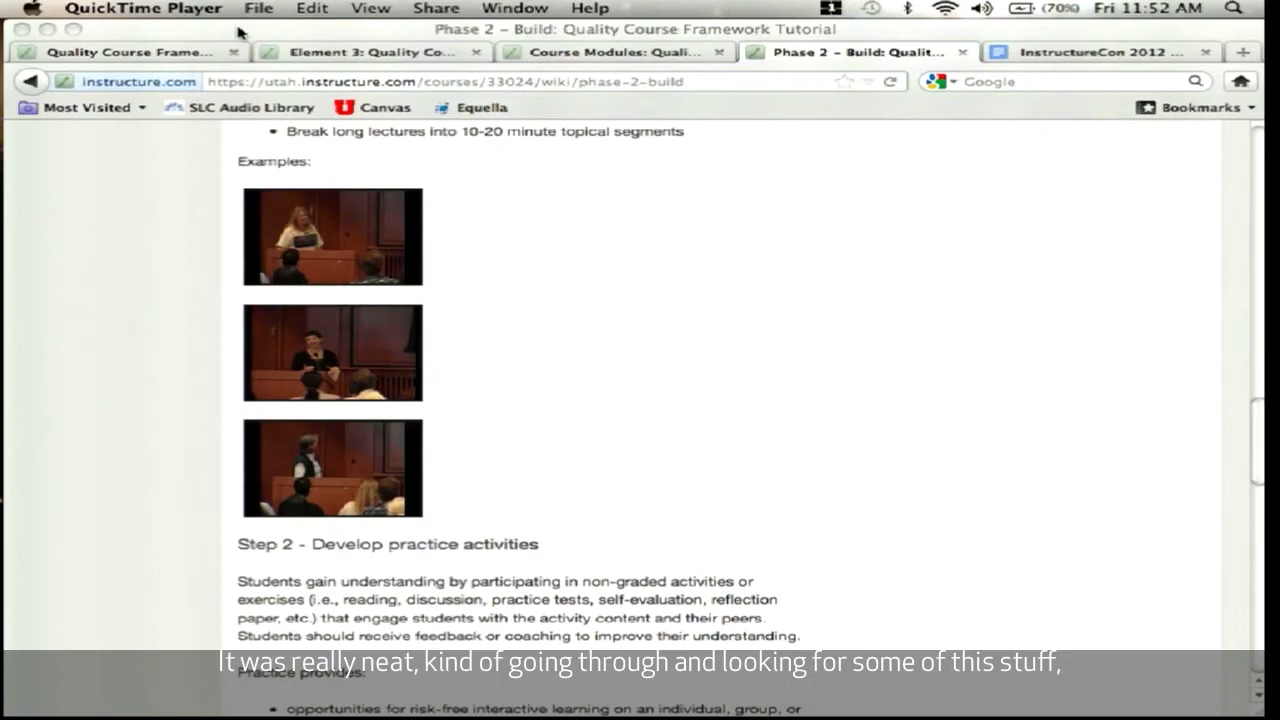 QuickTime Player File Edit View Share Window Help (70%) Fri 11:52 AM
Phase 2 – Build: Quality Course Framework Tutorial
Quality Course Frame... Element 3: Quality Co... Course Modules: Quali... Phase 2 – Build: Qualit... InstructureCon 2012 ...
instructure.com https://utah.instructure.com/courses/33024/wiki/phase-2-build Google
Most Visited SLC Audio Library Canvas Equella Bookmarks
• Break long lectures into 10-20 minute topical segments
Examples:
Step 2 - Develop practice activities
Students gain understanding by participating in non-graded activities or
exercises (i.e., reading, discussion, practice tests, self-evaluation, reflection
paper, etc.) that engage students with the activity content and their peers.
Students should receive feedback or coaching to improve their understanding.
It was really neat, kind of going through and looking for some of this stuff,
Practice provides:
• opportunities for risk-free interactive learning on an individual, group, or